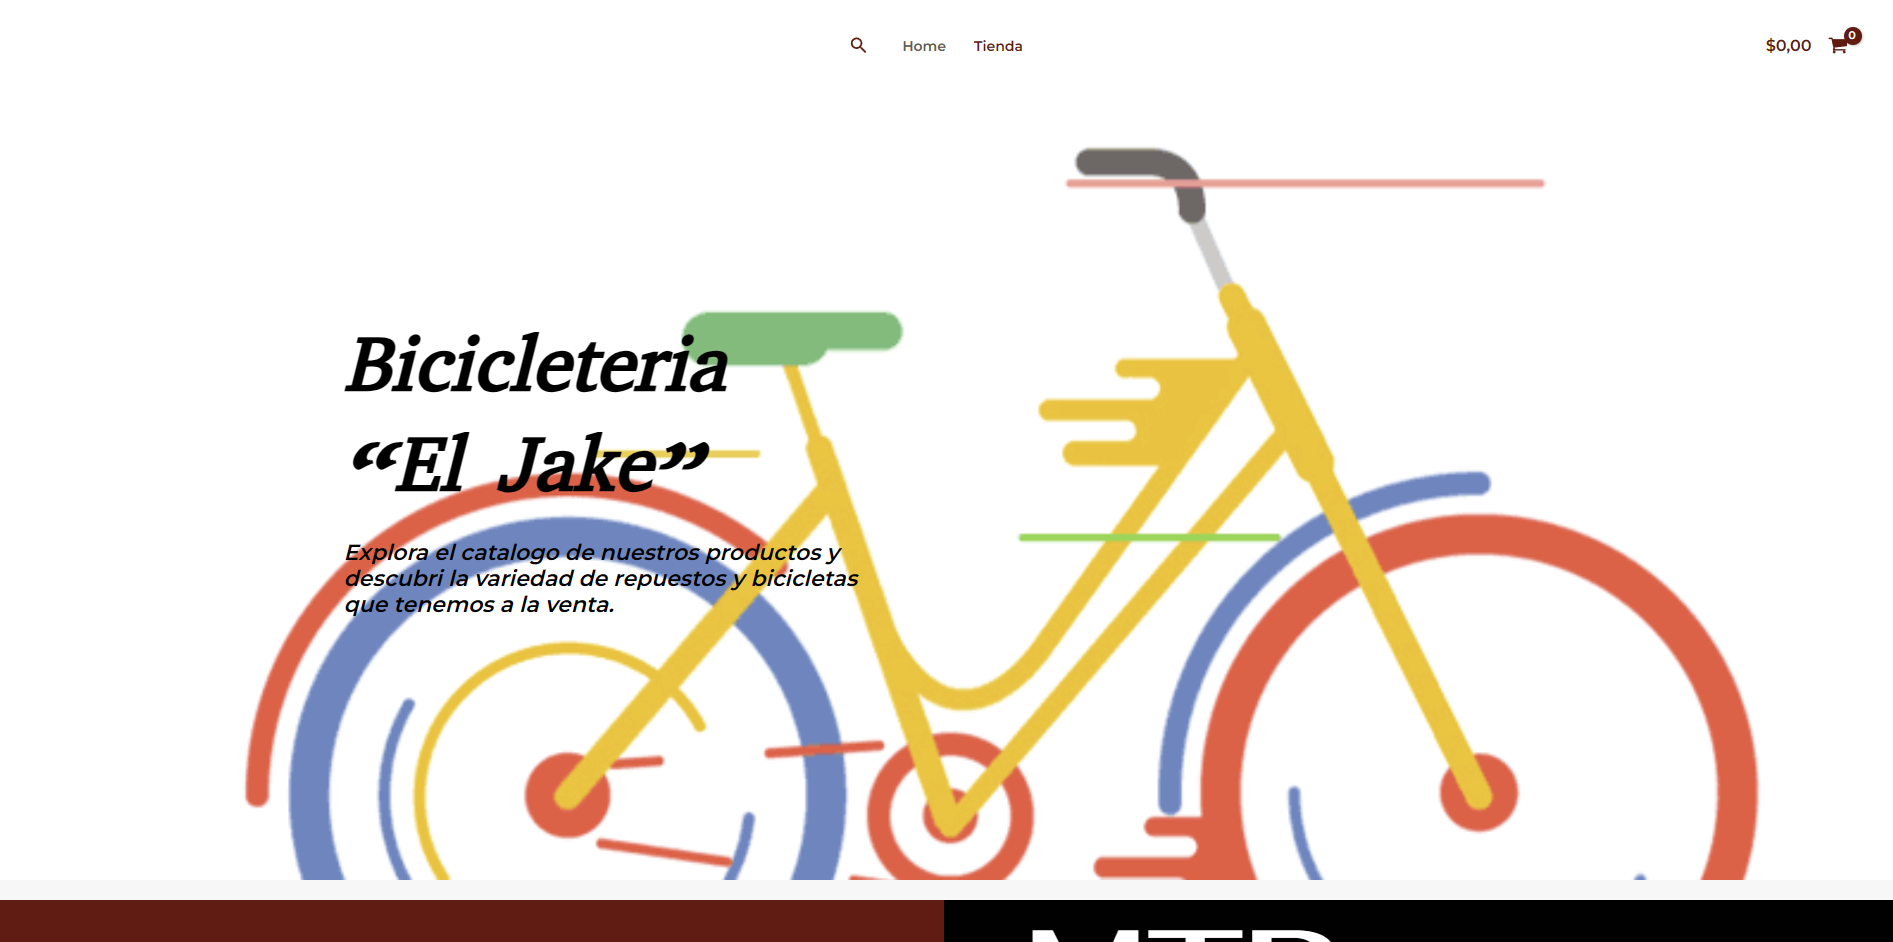 Home Tienda $0,00 0
Bicicleteria
“El Jake”
Explora el catalogo de nuestros productos y
descubri la variedad de repuestos y bicicletas
que tenemos a la venta.